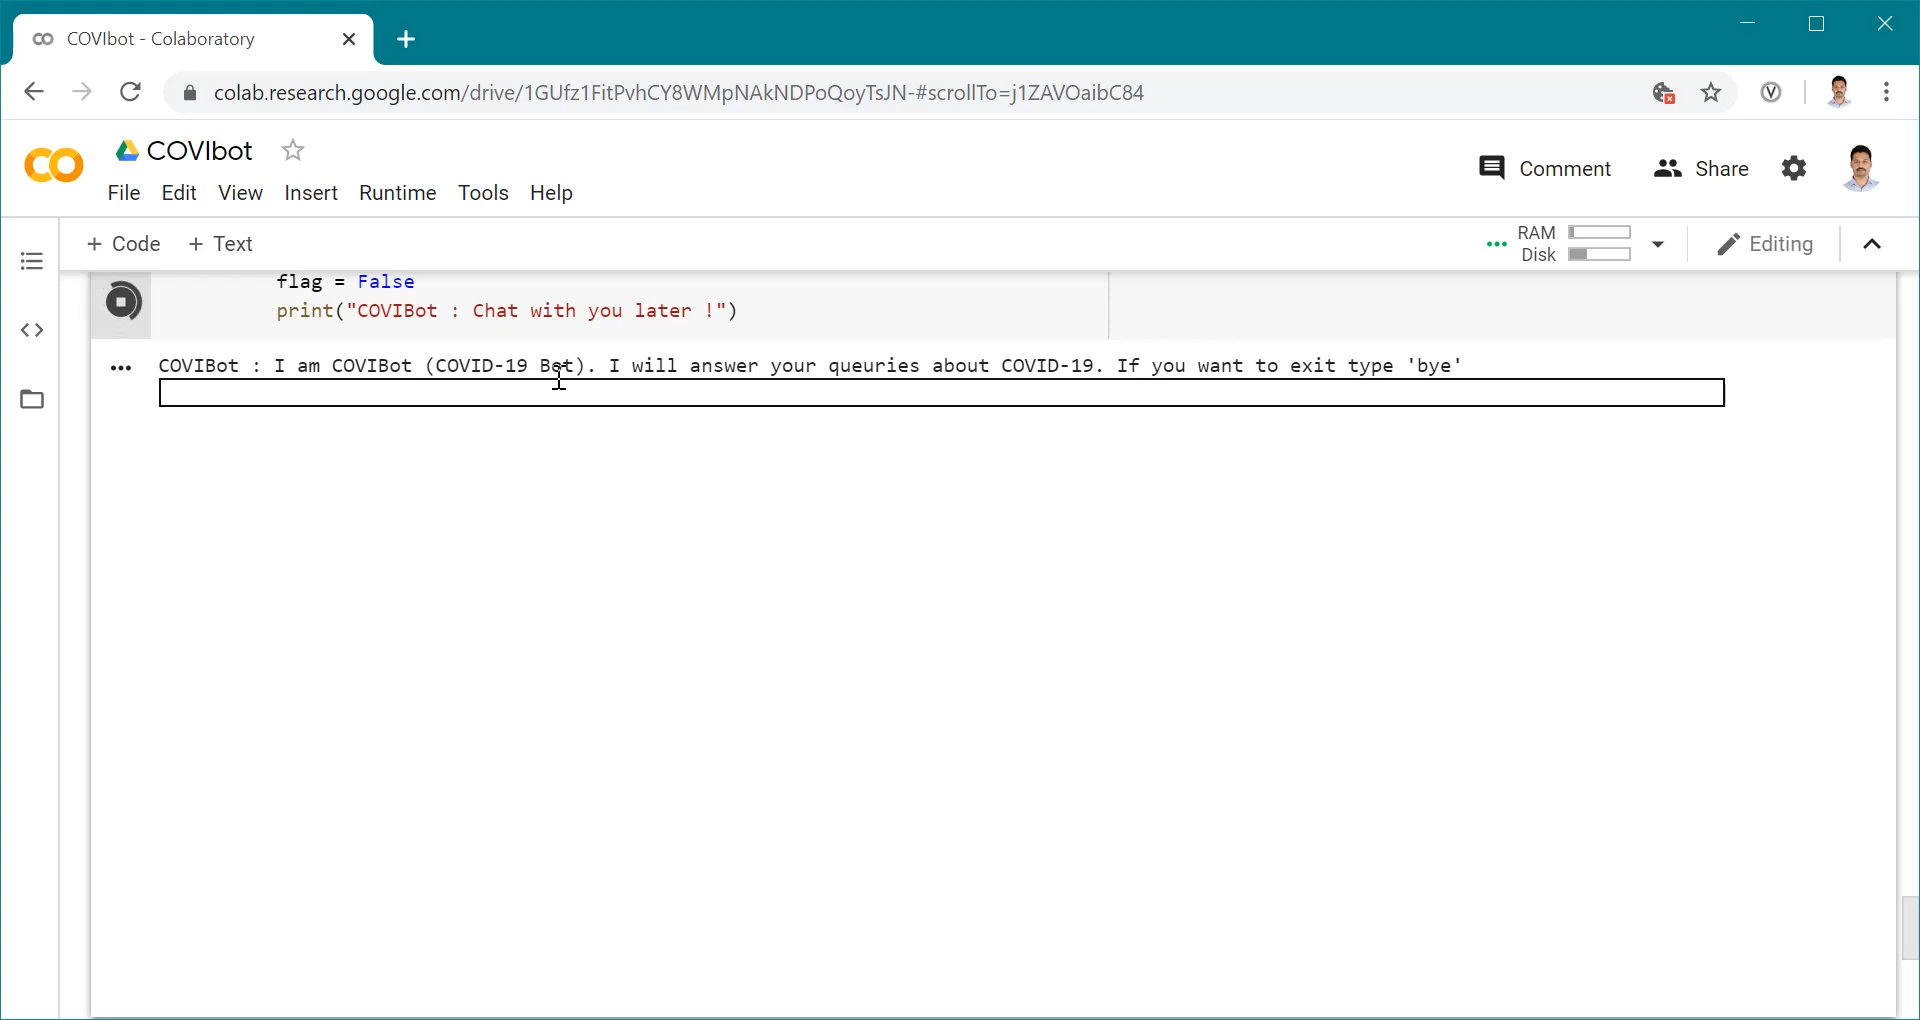 COVIbot - Colaboratory
colab.research.google.com/drive/1GUfz1FitPvhCY8WMpNAkNDPoQoyTsJN-#scrollTo=j1ZAVOaibC84
COVIbot
File Edit View Insert Runtime Tools Help
Comment Share
+ Code + Text
RAM
Disk
Editing
flag = False
print("COVIBot : Chat with you later !")
COVIBot : I am COVIBot (COVID-19 Bot). I will answer your queuries about COVID-19. If you want to exit type 'bye'